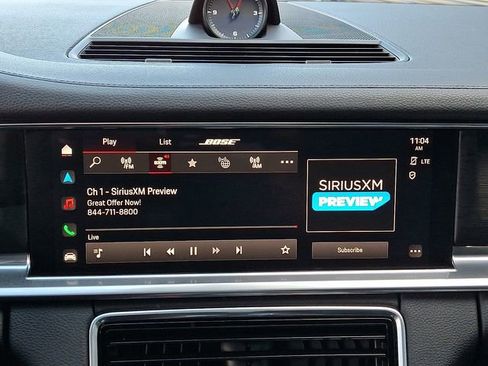 Play List BOSE 11:04
AM
FM SXM AM
LTE
Ch 1 - SiriusXM Preview
Great Offer Now!
844-711-8800
SIRIUSXM
PREVIEW
Live
Subscribe